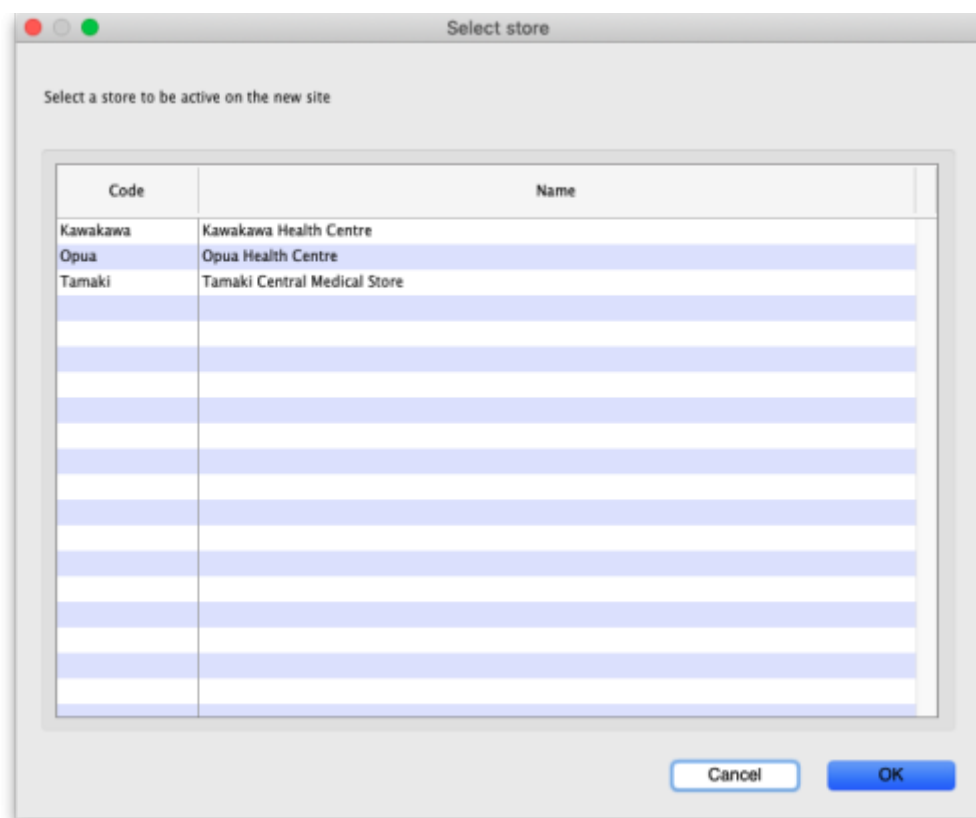 Select store
Select a store to be active on the new site
Code Name
Kawakawa Kawakawa Health Centre
Opua Opua Health Centre
Tamaki Tamaki Central Medical Store
Cancel OK